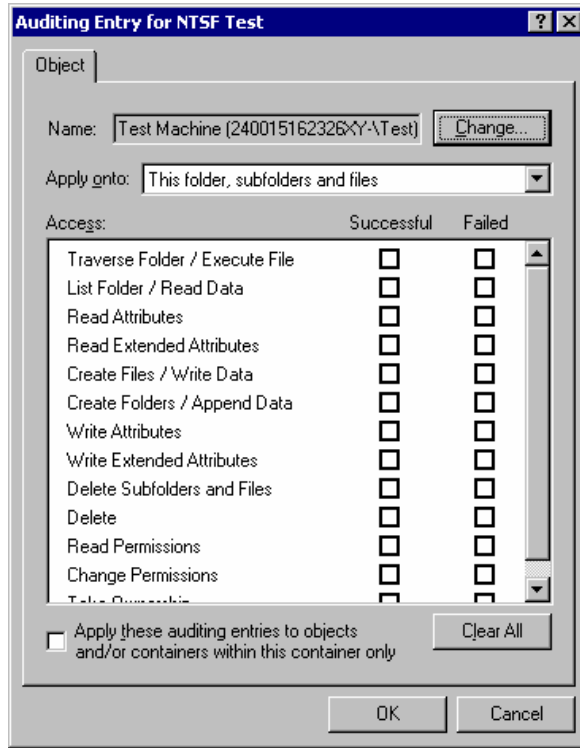 Auditing Entry for NTSF Test
Object
Name: Test Machine (240015162326XY-\Test) Change...
Apply onto: This folder, subfolders and files
Access: Successful Failed
Traverse Folder / Execute File
List Folder / Read Data
Read Attributes
Read Extended Attributes
Create Files / Write Data
Create Folders / Append Data
Write Attributes
Write Extended Attributes
Delete Subfolders and Files
Delete
Read Permissions
Change Permissions
Take Ownership
Apply these auditing entries to objects
and/or containers within this container only
Clear All
OK Cancel